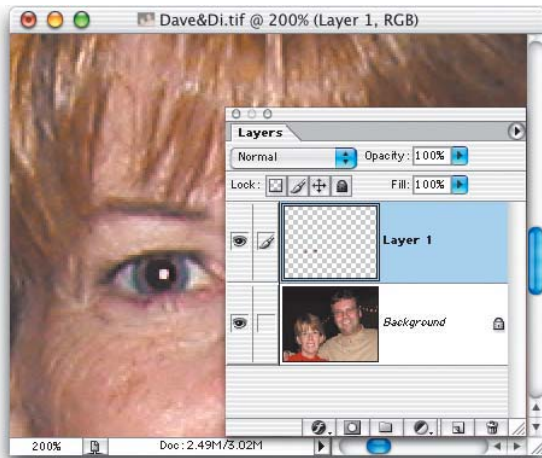 Dave&Di.tif @ 200% (Layer 1, RGB)
Layers
Normal Opacity: 100%
Lock: Fill: 100%
Layer 1
Background
200% Doc: 2.49M/3.02M